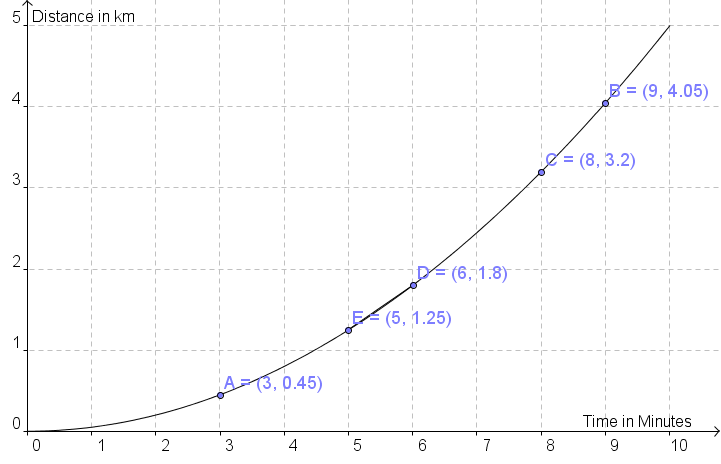 5 Distance in km
B = (9, 4.05)
4
C = (8, 3.2)
3
2
D = (6, 1.8)
E = (5, 1.25)
1
A = (3, 0.45)
0
Time in Minutes
0 1 2 3 4 5 6 7 8 9 10